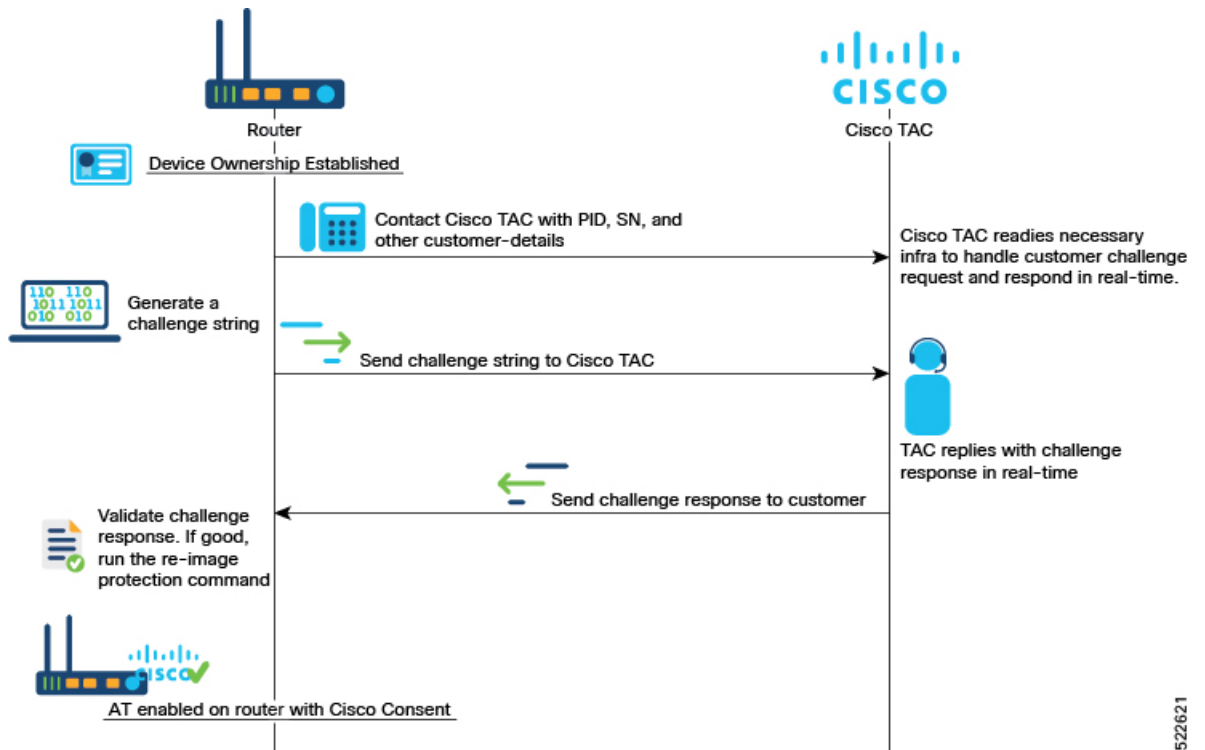 CISCO
Router
Cisco TAC
Device Ownership Established
Contact Cisco TAC with PID, SN, and
other customer-details
Cisco TAC readies necessary
infra to handle customer challenge
request and respond in real-time.
110 110
1011 1011
010 010
Generate a
challenge string
Send challenge string to Cisco TAC
TAC replies with challenge
response in real-time
Send challenge response to customer
Validate challenge
response. If good,
run the re-image
protection command
CISCO
AT enabled on router with Cisco Consent
522621